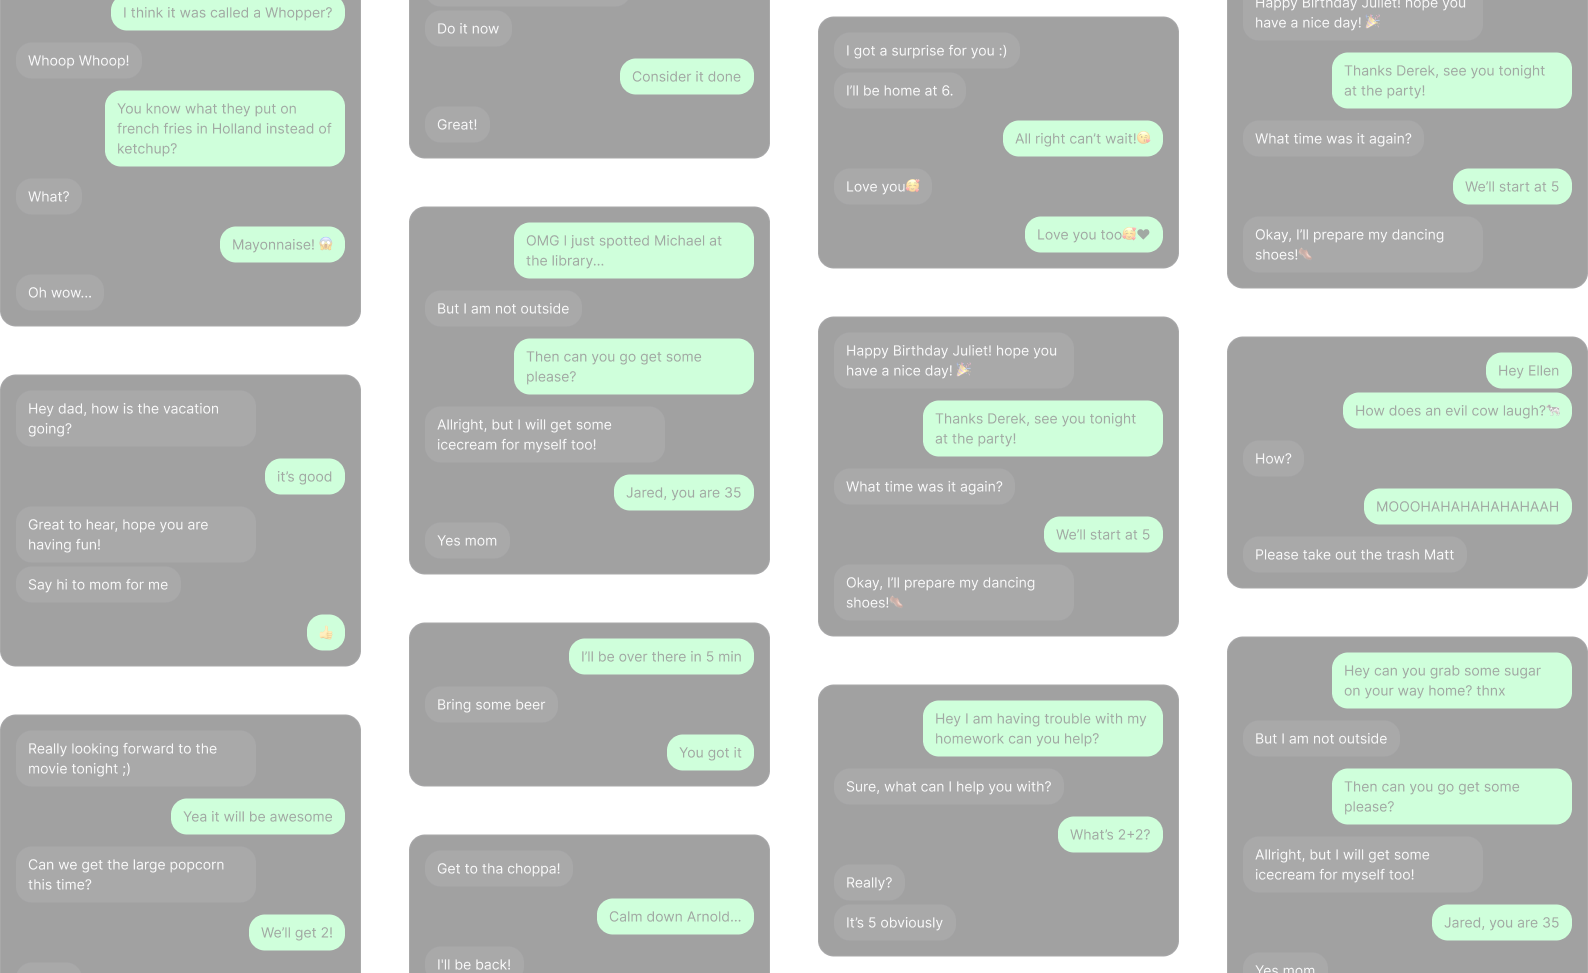 I think it was called a Whopper?
Whoop Whoop!
You know what they put on
french fries in Holland instead of
ketchup?
What?
Mayonnaise! 😱
Oh wow...
Hey dad, how is the vacation
going?
it's good
Great to hear, hope you are
having fun!
Say hi to mom for me
👍
Really looking forward to the
movie tonight ;)
Yea it will be awesome
Can we get the large popcorn
this time?
We'll get 2!
Do it now
Consider it done
Great!
OMG I just spotted Michael at
the library...
But I am not outside
Then can you go get some
please?
Allright, but I will get some
icecream for myself too!
Jared, you are 35
Yes mom
I'll be over there in 5 min
Bring some beer
You got it
Get to tha choppa!
Calm down Arnold...
I'll be back!
I got a surprise for you :)
I'll be home at 6.
All right can't wait!😘
Love you🥰
Love you too🥰❤
Happy Birthday Juliet! hope you
have a nice day! 🎉
Thanks Derek, see you tonight
at the party!
What time was it again?
We'll start at 5
Okay, I'll prepare my dancing
shoes!👠
Hey I am having trouble with my
homework can you help?
Sure, what can I help you with?
What's 2+2?
Really?
It's 5 obviously
Happy Birthday Juliet! hope you
have a nice day! 🎉
Thanks Derek, see you tonight
at the party!
What time was it again?
We'll start at 5
Okay, I'll prepare my dancing
shoes!👠
Hey Ellen
How does an evil cow laugh?🐄
How?
MOOOHAHAHAHAHAHAAH
Please take out the trash Matt
Hey can you grab some sugar
on your way home? thnx
But I am not outside
Then can you go get some
please?
Allright, but I will get some
icecream for myself too!
Jared, you are 35
Yes mom